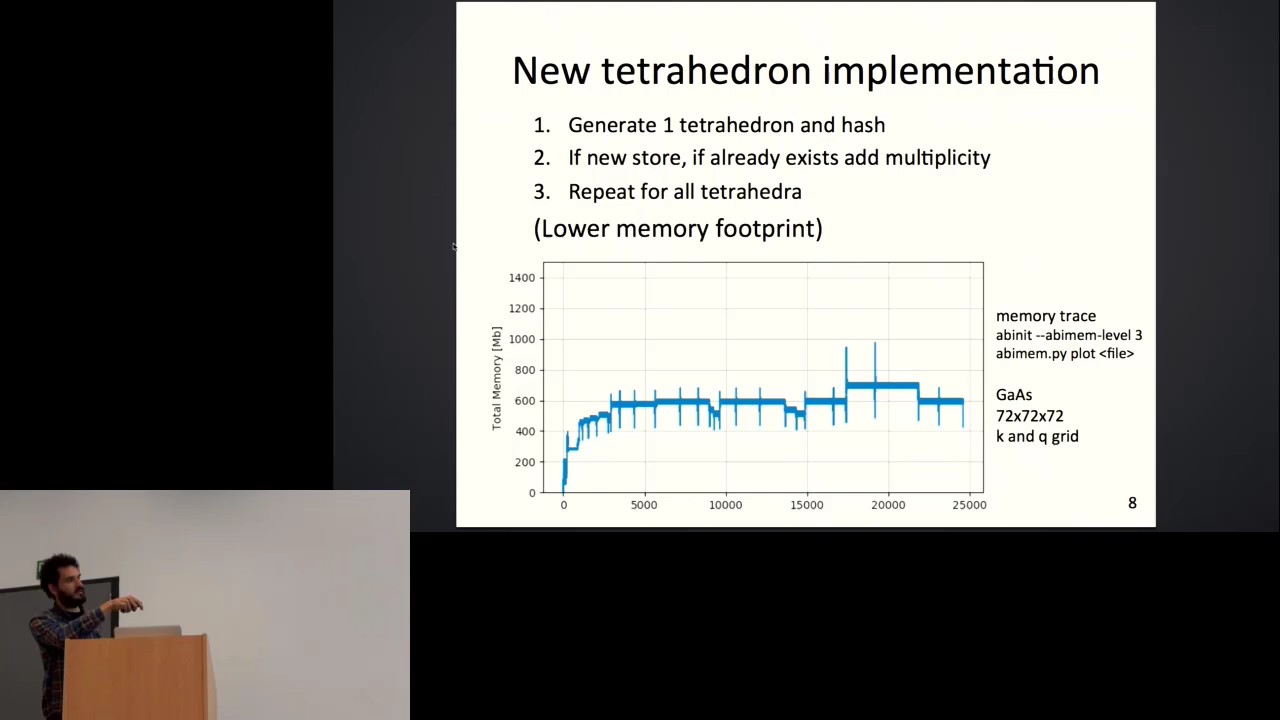 New tetrahedron implementation
1. Generate 1 tetrahedron and hash
2. If new store, if already exists add multiplicity
3. Repeat for all tetrahedra
(Lower memory footprint)
1400
1200
1000
800
600
400
200
0
Total Memory [Mb]
0 5000 10000 15000 20000 25000
memory trace
abinit --abimem-level 3
abimem.py plot <file>
GaAs
72x72x72
k and q grid
8